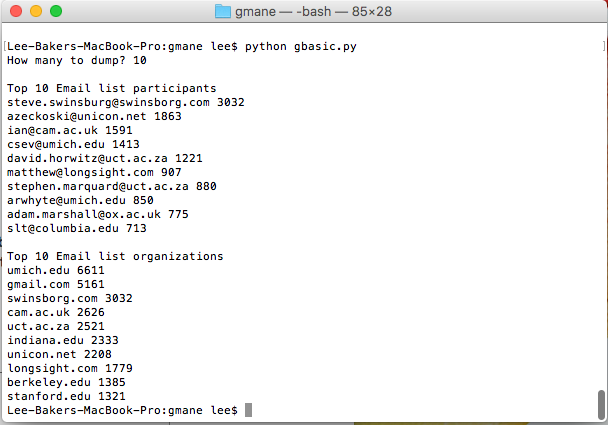 gmane — -bash — 85×28
[Lee-Bakers-MacBook-Pro:gmane lee$ python gbasic.py ]
How many to dump? 10
Top 10 Email list participants
steve.swinsburg@swinsborg.com 3032
azeckoski@unicon.net 1863
ian@cam.ac.uk 1591
csev@umich.edu 1413
david.horwitz@uct.ac.za 1221
matthew@longsight.com 907
stephen.marquard@uct.ac.za 880
arwhyte@umich.edu 850
adam.marshall@ox.ac.uk 775
slt@columbia.edu 713
Top 10 Email list organizations
umich.edu 6611
gmail.com 5161
swinsborg.com 3032
cam.ac.uk 2626
uct.ac.za 2521
indiana.edu 2333
unicon.net 2208
longsight.com 1779
berkeley.edu 1385
stanford.edu 1321
Lee-Bakers-MacBook-Pro:gmane lee$